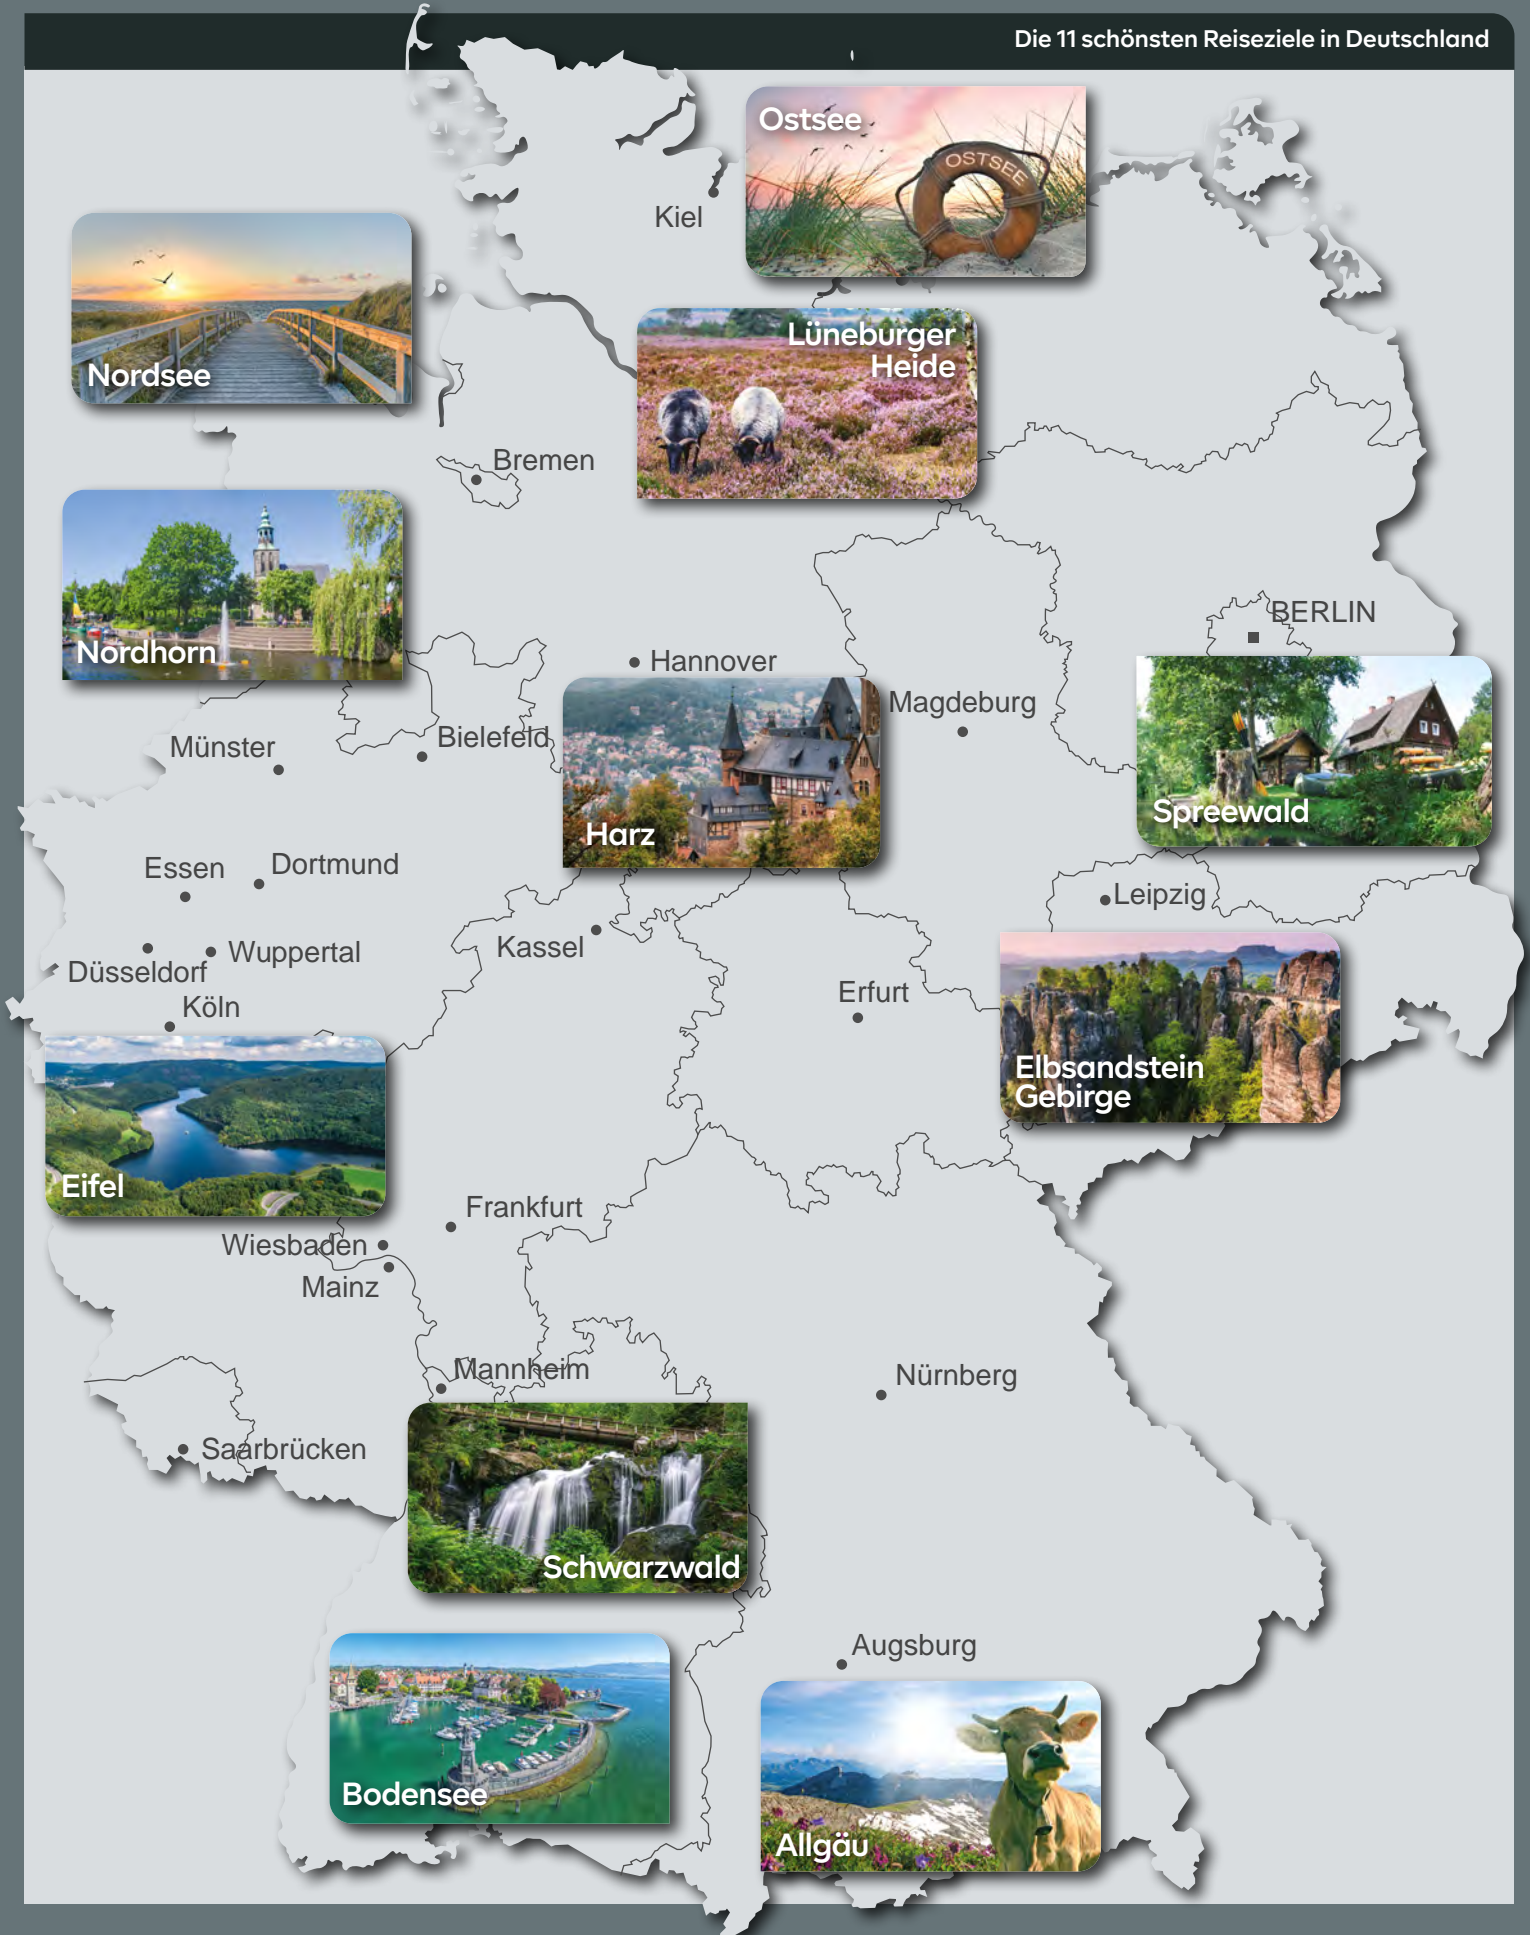 Die 11 schönsten Reiseziele in Deutschland
Ostsee
OSTSEE
Kiel
Nordsee
Lüneburger
Heide
Bremen
Nordhorn
BERLIN
Hannover
Magdeburg
Münster
Bielefeld
Harz
Spreewald
Essen
Dortmund
Leipzig
Düsseldorf
Wuppertal
Kassel
Köln
Erfurt
Elbsandstein
Gebirge
Eifel
Frankfurt
Wiesbaden
Mainz
Mannheim
Nürnberg
Saarbrücken
Schwarzwald
Augsburg
Bodensee
Allgäu